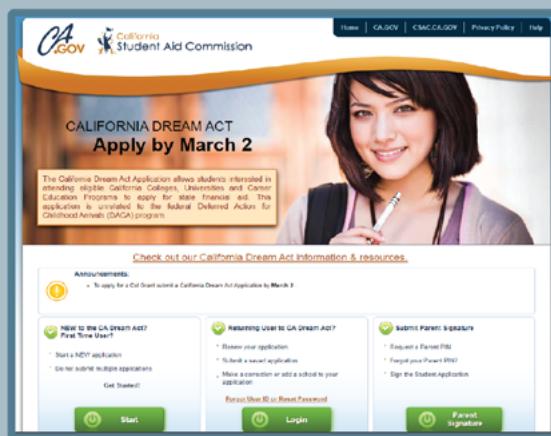 CA
.GOV
California
Student Aid Commission
Home | CA.GOV | CSAC.CA.GOV | Privacy Policy | Help
CALIFORNIA DREAM ACT
Apply by March 2
The California Dream Act Application allows students interested in
attending eligible California Colleges, Universities and Career
Education Programs to apply for state financial aid. This
application is unrelated to the federal Deferred Action for
Childhood Arrivals (DACA) program.
Check out our California Dream Act information & resources.
Announcements:
To apply for a Cal Grant submit a California Dream Act Application by March 2
NEW to the CA Dream Act?
First Time User?
Start a NEW application
Do not submit multiple applications
Get Started!
Start
Returning User to CA Dream Act?
Renew your application
Submit a saved application
Make a correction or add a school to your
application
Forgot User ID or Reset Password
Login
Submit Parent Signature
Request a Parent PIN
Forgot your Parent PIN?
Sign the Student Application
Parent
Signature